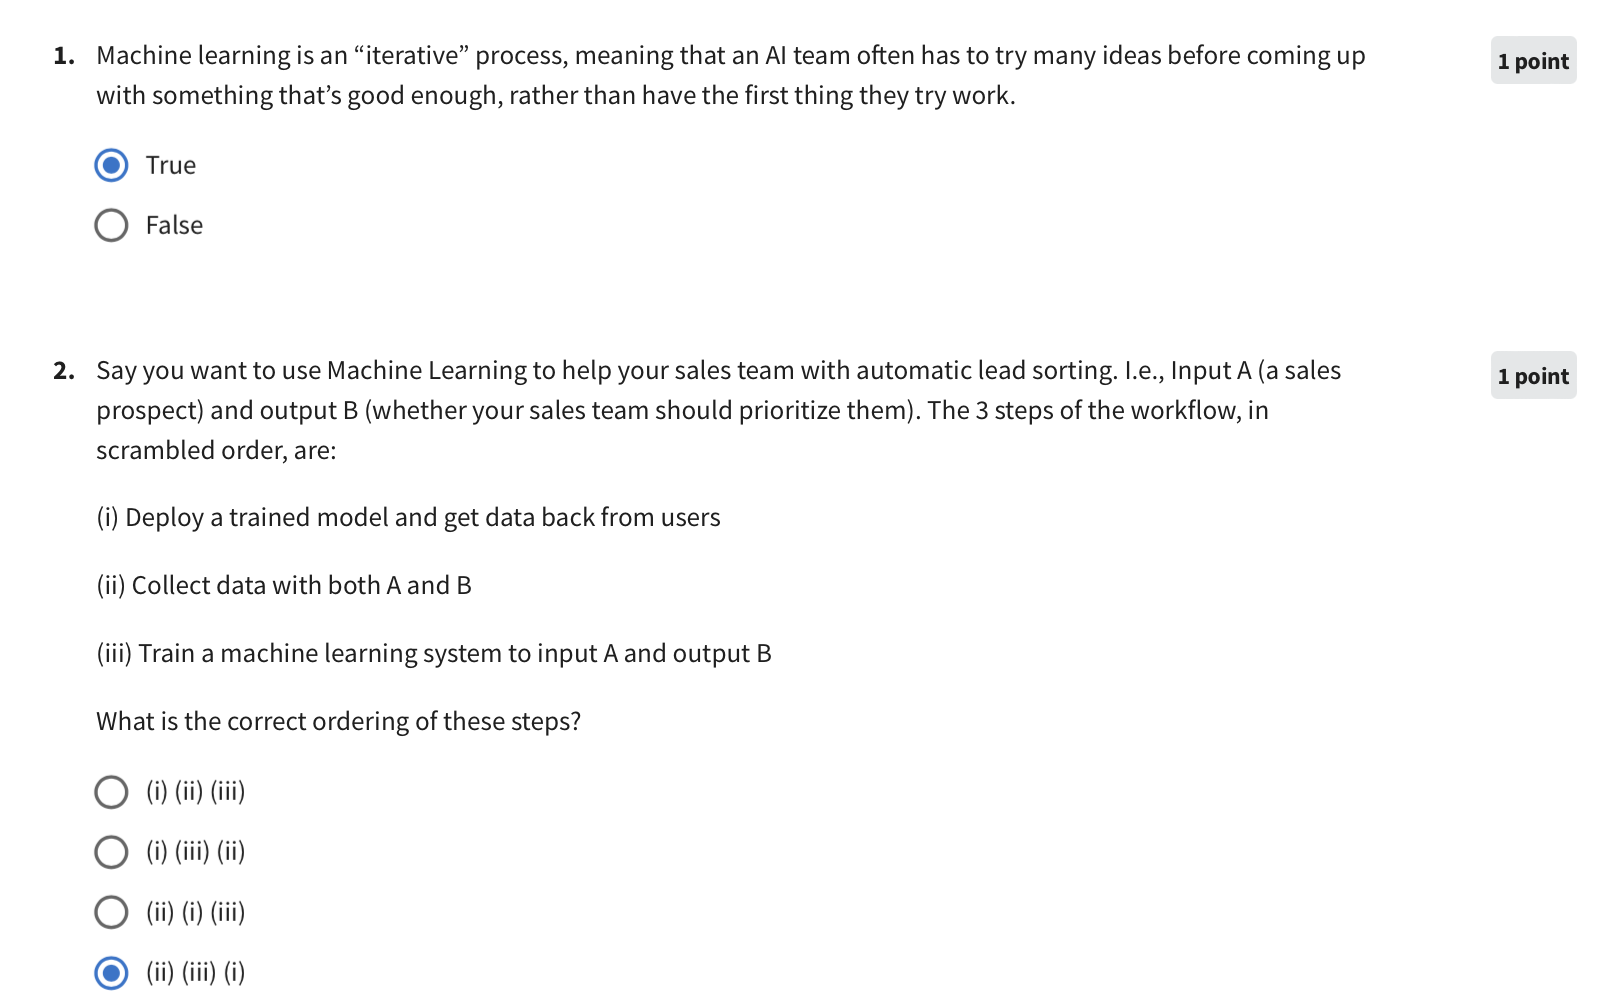 1. Machine learning is an “iterative” process, meaning that an AI team often has to try many ideas before coming up
1 point
with something that’s good enough, rather than have the first thing they try work.
True
False
2. Say you want to use Machine Learning to help your sales team with automatic lead sorting. I.e., Input A (a sales
1 point
prospect) and output B (whether your sales team should prioritize them). The 3 steps of the workflow, in
scrambled order, are:
(i) Deploy a trained model and get data back from users
(ii) Collect data with both A and B
(iii) Train a machine learning system to input A and output B
What is the correct ordering of these steps?
(i) (ii) (iii)
(i) (iii) (ii)
(ii) (i) (iii)
(ii) (iii) (i)